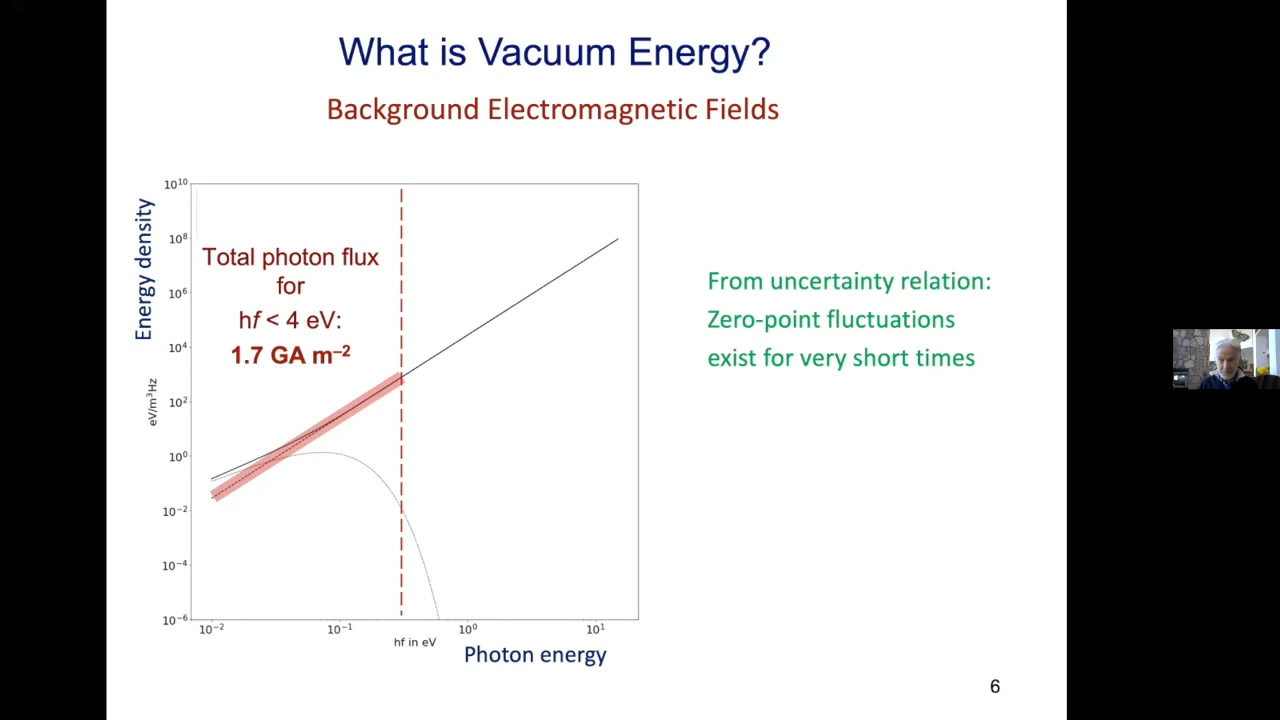 What is Vacuum Energy?
Background Electromagnetic Fields
Energy density
eV/m³Hz
10¹⁰
10⁸
10⁶
10⁴
10²
10⁰
10⁻²
10⁻⁴
10⁻⁶
Total photon flux
for
hf < 4 eV:
1.7 GA m⁻²
10⁻²
10⁻¹
10⁰
10¹
hf in eV
Photon energy
From uncertainty relation:
Zero-point fluctuations
exist for very short times
6